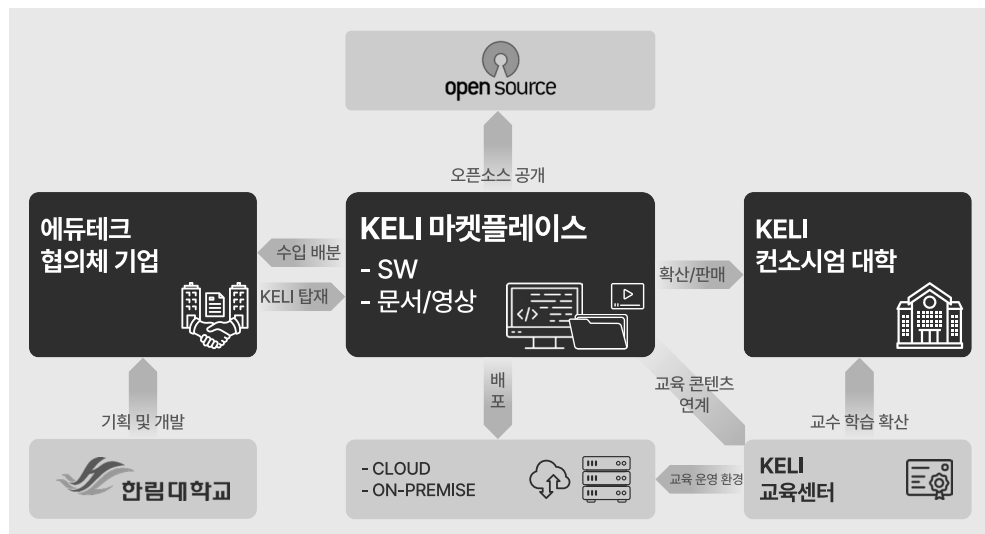 open source
오픈소스 공개
에듀테크
협의체 기업
수입 배분
KELI 탑재
KELI 마켓플레이스
- SW
- 문서/영상
</>
확산/판매
KELI
컨소시엄 대학
기획 및 개발
배
포
교육 콘텐츠
연계
교수 학습 확산
한림대학교
- CLOUD
- ON-PREMISE
교육 운영 환경
KELI
교육센터